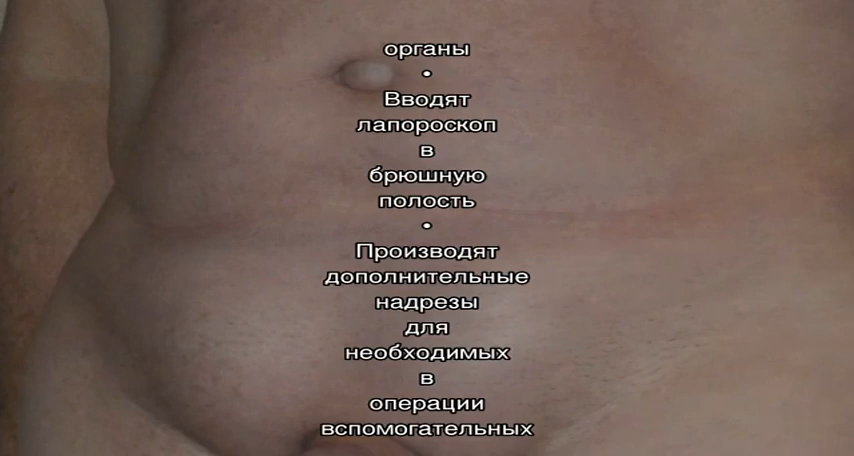 органы
•
Вводят
лапороскоп
в
брюшную
полость
•
Производят
дополнительные
надрезы
для
необходимых
в
операции
вспомогательных